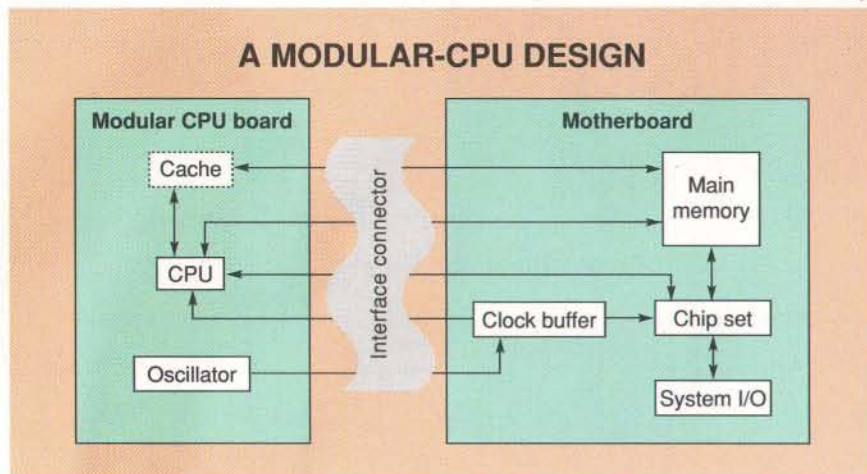 A MODULAR-CPU DESIGN
Modular CPU board
Cache
CPU
Oscillator
Interface connector
Motherboard
Main
memory
Clock buffer
Chip set
System I/O